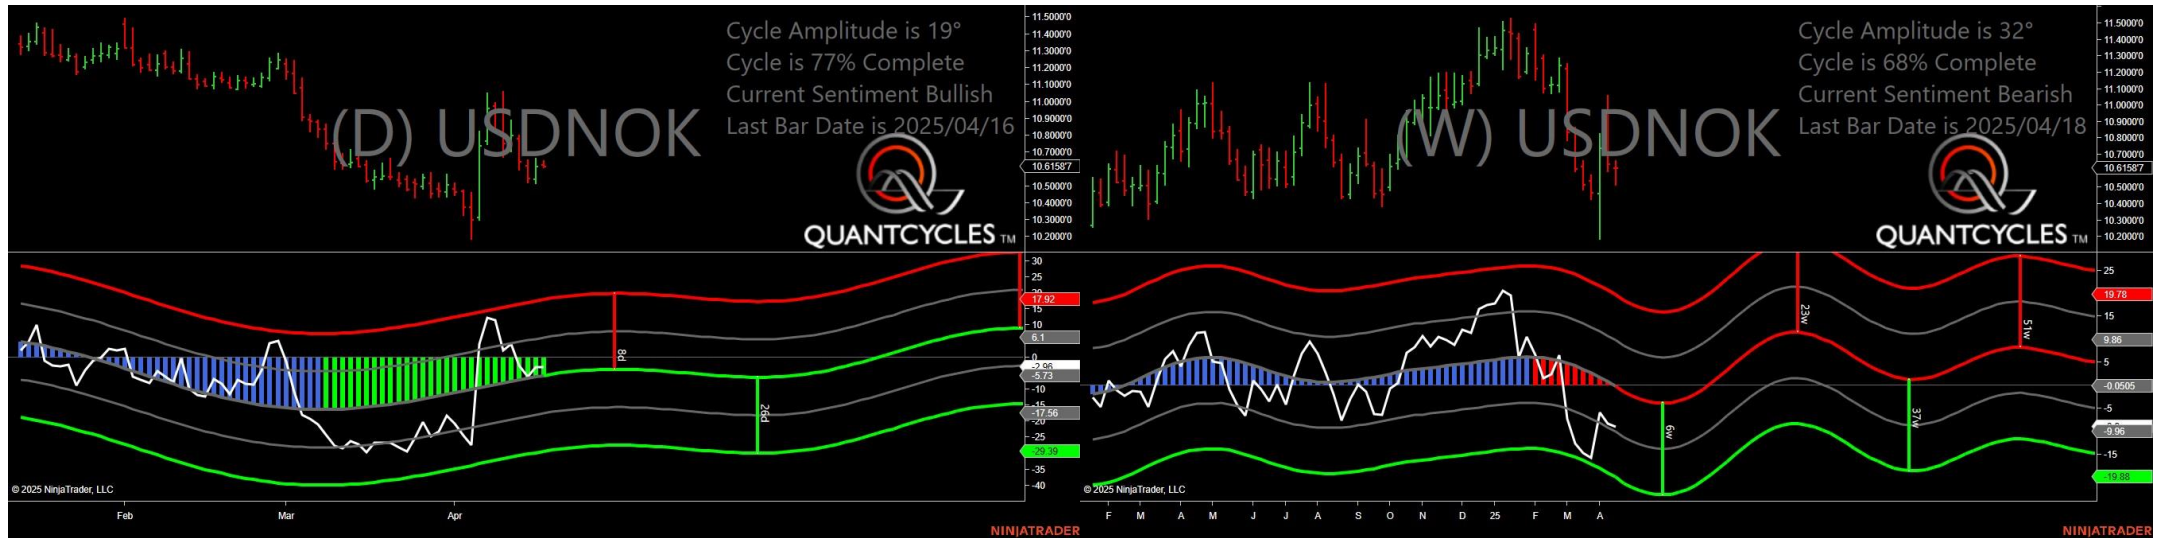 Cycle Amplitude is 19°
Cycle is 77% Complete
Current Sentiment Bullish
Last Bar Date is 2025/04/16
(D) USDNOK
QUANTCYCLES TM
11.5000'0
11.4000'0
11.3000'0
11.2000'0
11.1000'0
11.0000'0
10.9000'0
10.8000'0
10.7000'0
10.6158'7
10.5000'0
10.4000'0
10.3000'0
10.2000'0
30
25
17.92
15
10
6.1
0
-2.96
-5.73
-10
-15
-17.56
-25
-29.39
-35
-40
8d
26d
© 2025 NinjaTrader, LLC
Feb
Mar
Apr
NINJATRADER
Cycle Amplitude is 32°
Cycle is 68% Complete
Current Sentiment Bearish
Last Bar Date is 2025/04/18
(W) USDNOK
QUANTCYCLES TM
11.5000'0
11.4000'0
11.3000'0
11.2000'0
11.1000'0
11.0000'0
10.9000'0
10.8000'0
10.7000'0
10.6158'7
10.5000'0
10.4000'0
10.3000'0
10.2000'0
25
19.78
15
9.86
5
-0.0505
-5
-9.96
-15
-19.88
6w
23w
37w
51w
© 2025 NinjaTrader, LLC
F
M
A
M
J
J
A
S
O
N
D
25
F
M
A
NINJATRADER